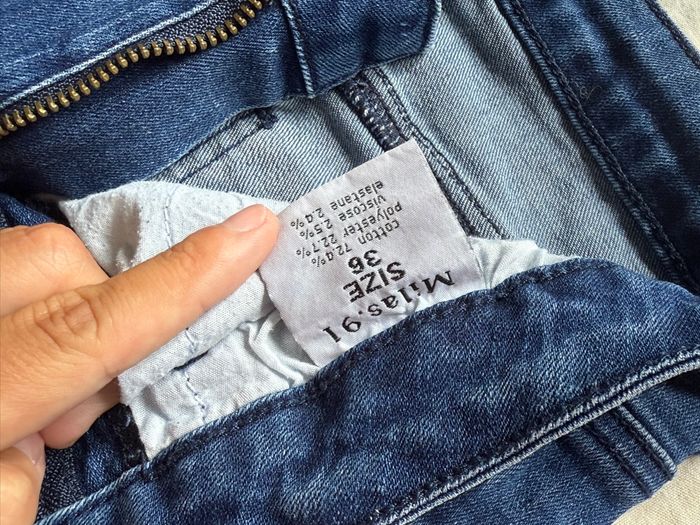 Milas.91
SIZE
36
cotton 72.4%
polyester 22.7%
viscose 2.5%
elastane 2.4%